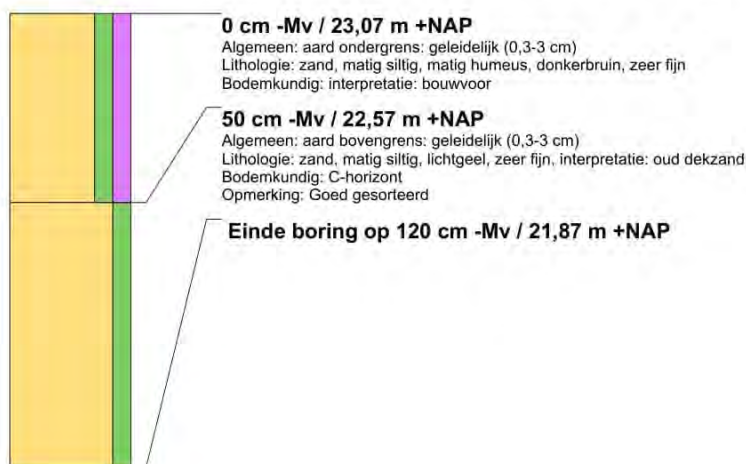 0 cm -Mv / 23,07 m +NAP
Algemeen: aard ondergrens: geleidelijk (0,3-3 cm)
Lithologie: zand, matig siltig, matig humeus, donkerbruin, zeer fijn
Bodemkundig: interpretatie: bouwvoor
50 cm -Mv / 22,57 m +NAP
Algemeen: aard bovengrens: geleidelijk (0,3-3 cm)
Lithologie: zand, matig siltig, lichtgeel, zeer fijn, interpretatie: oud dekzand
Bodemkundig: C-horizont
Opmerking: Goed gesorteerd
Einde boring op 120 cm -Mv / 21,87 m +NAP